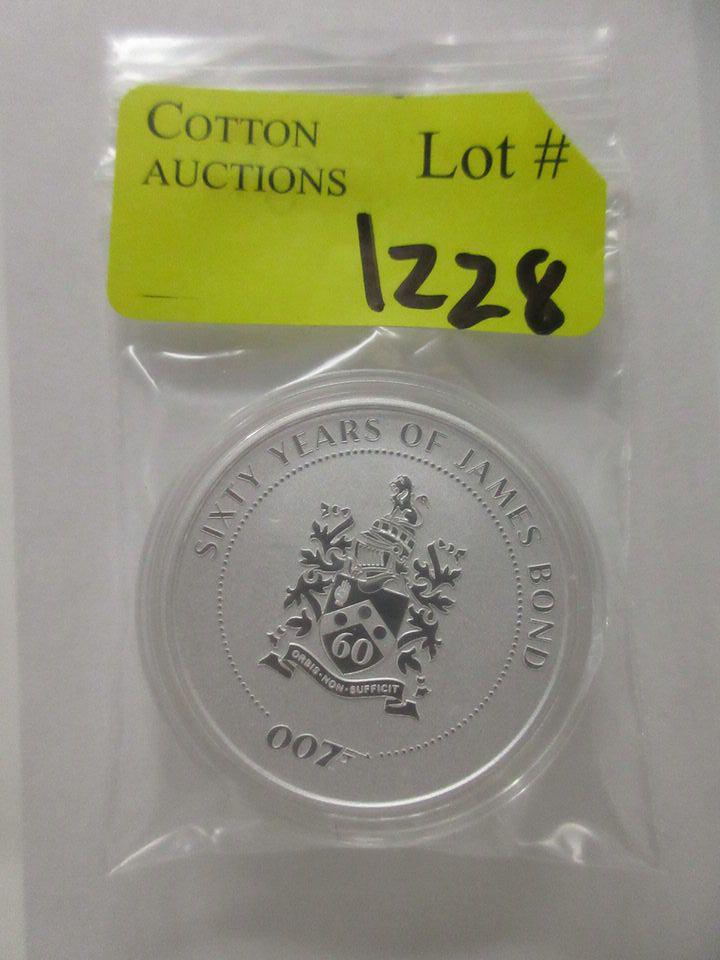 COTTON
AUCTIONS
Lot #
1228
SIXTY YEARS OF JAMES BOND
60
ORBIS·NON·SUFFICIT
007